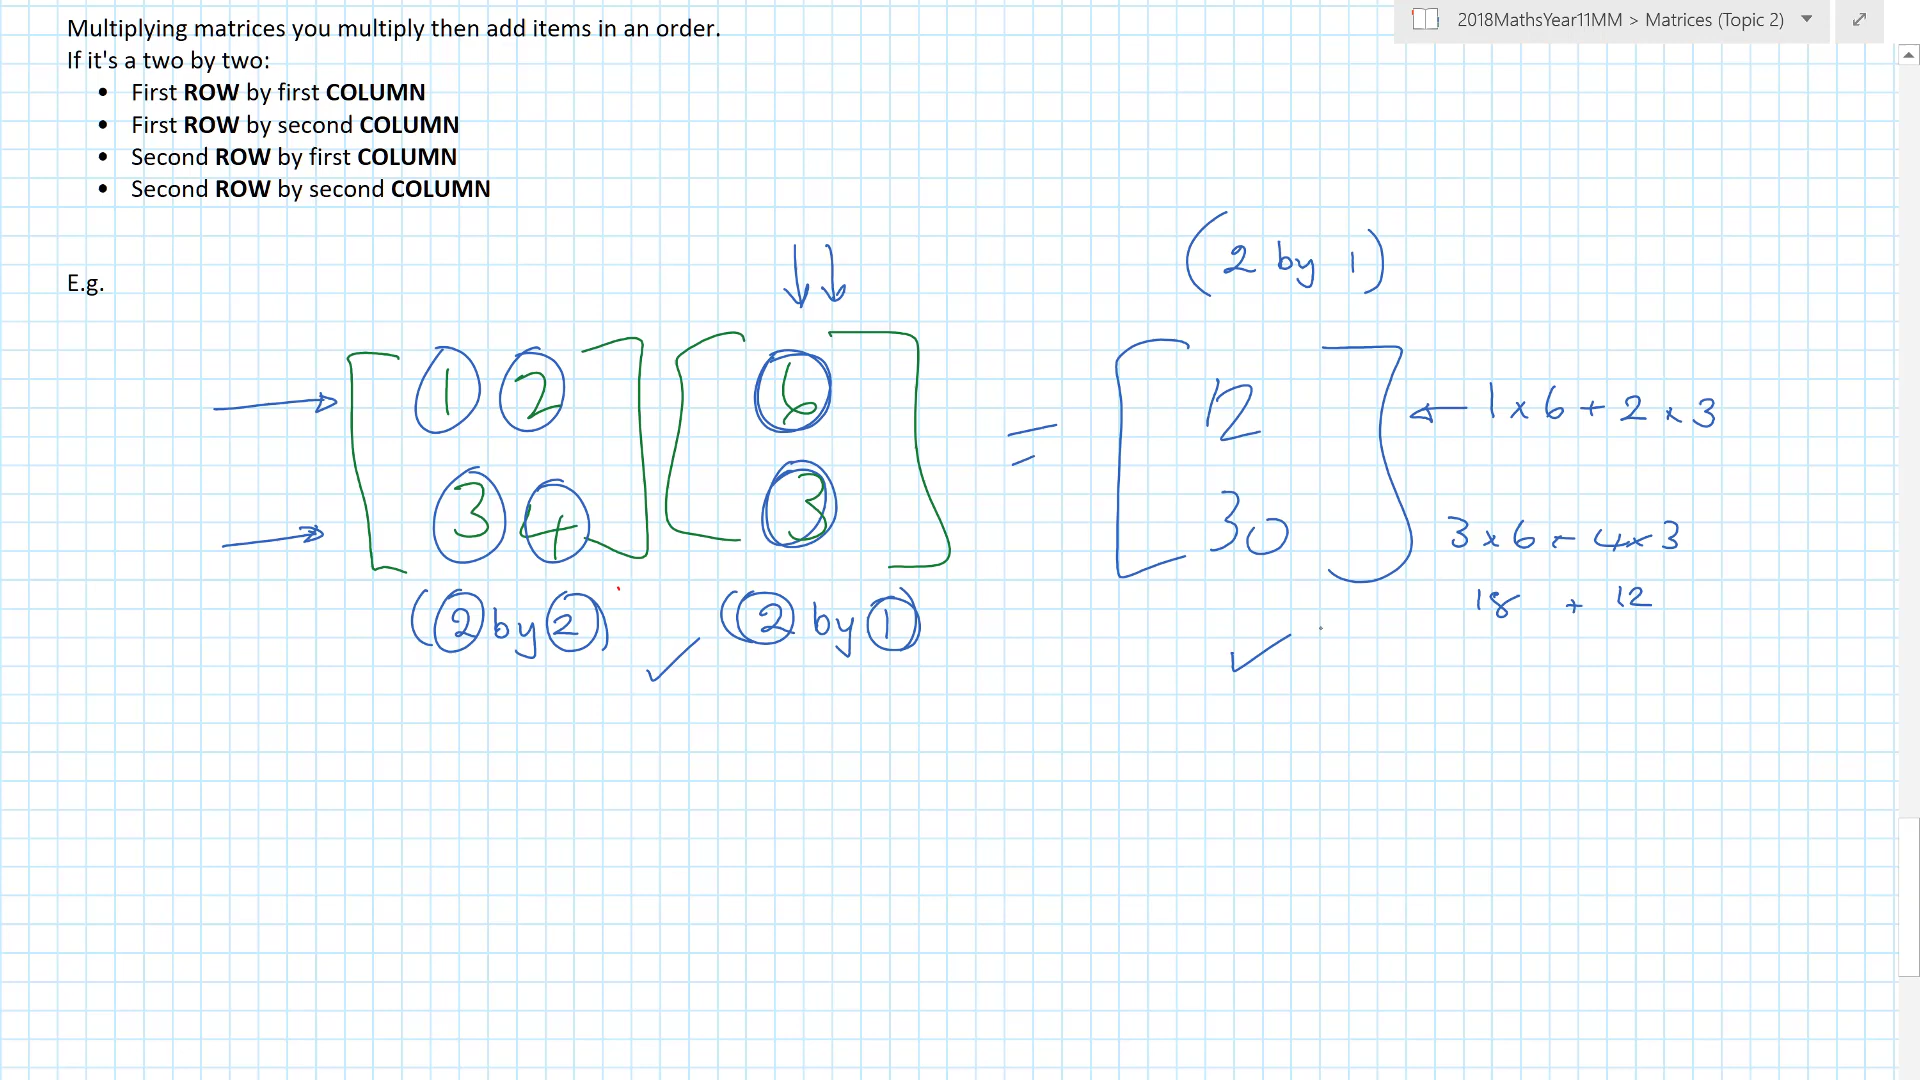 2018MathsYear11MM > Matrices (Topic 2)
Multiplying matrices you multiply then add items in an order.
If it's a two by two:
• First ROW by first COLUMN
• First ROW by second COLUMN
• Second ROW by first COLUMN
• Second ROW by second COLUMN
(2 by 1)
E.g.
1 2 6 = 12 ← 1 × 6 + 2 × 3
3 4 3 30 3 × 6 + 4 × 3
(2 by 2) (2 by 1) 18 + 12